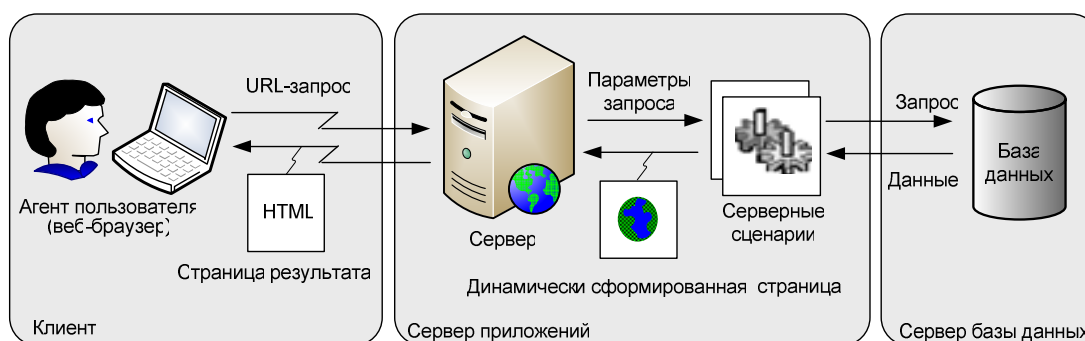 URL-запрос
Агент пользователя
(веб-браузер)
HTML
Страница результата
Клиент
Параметры
запроса
Сервер
Серверные
сценарии
Динамически сформированная страница
Сервер приложений
Запрос
База
данных
Данные
Сервер базы данных